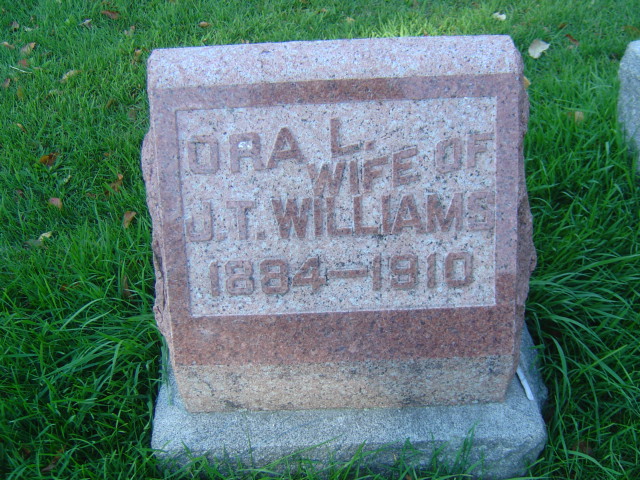 ORA L.
WIFE OF
J.T. WILLIAMS
1884-1910